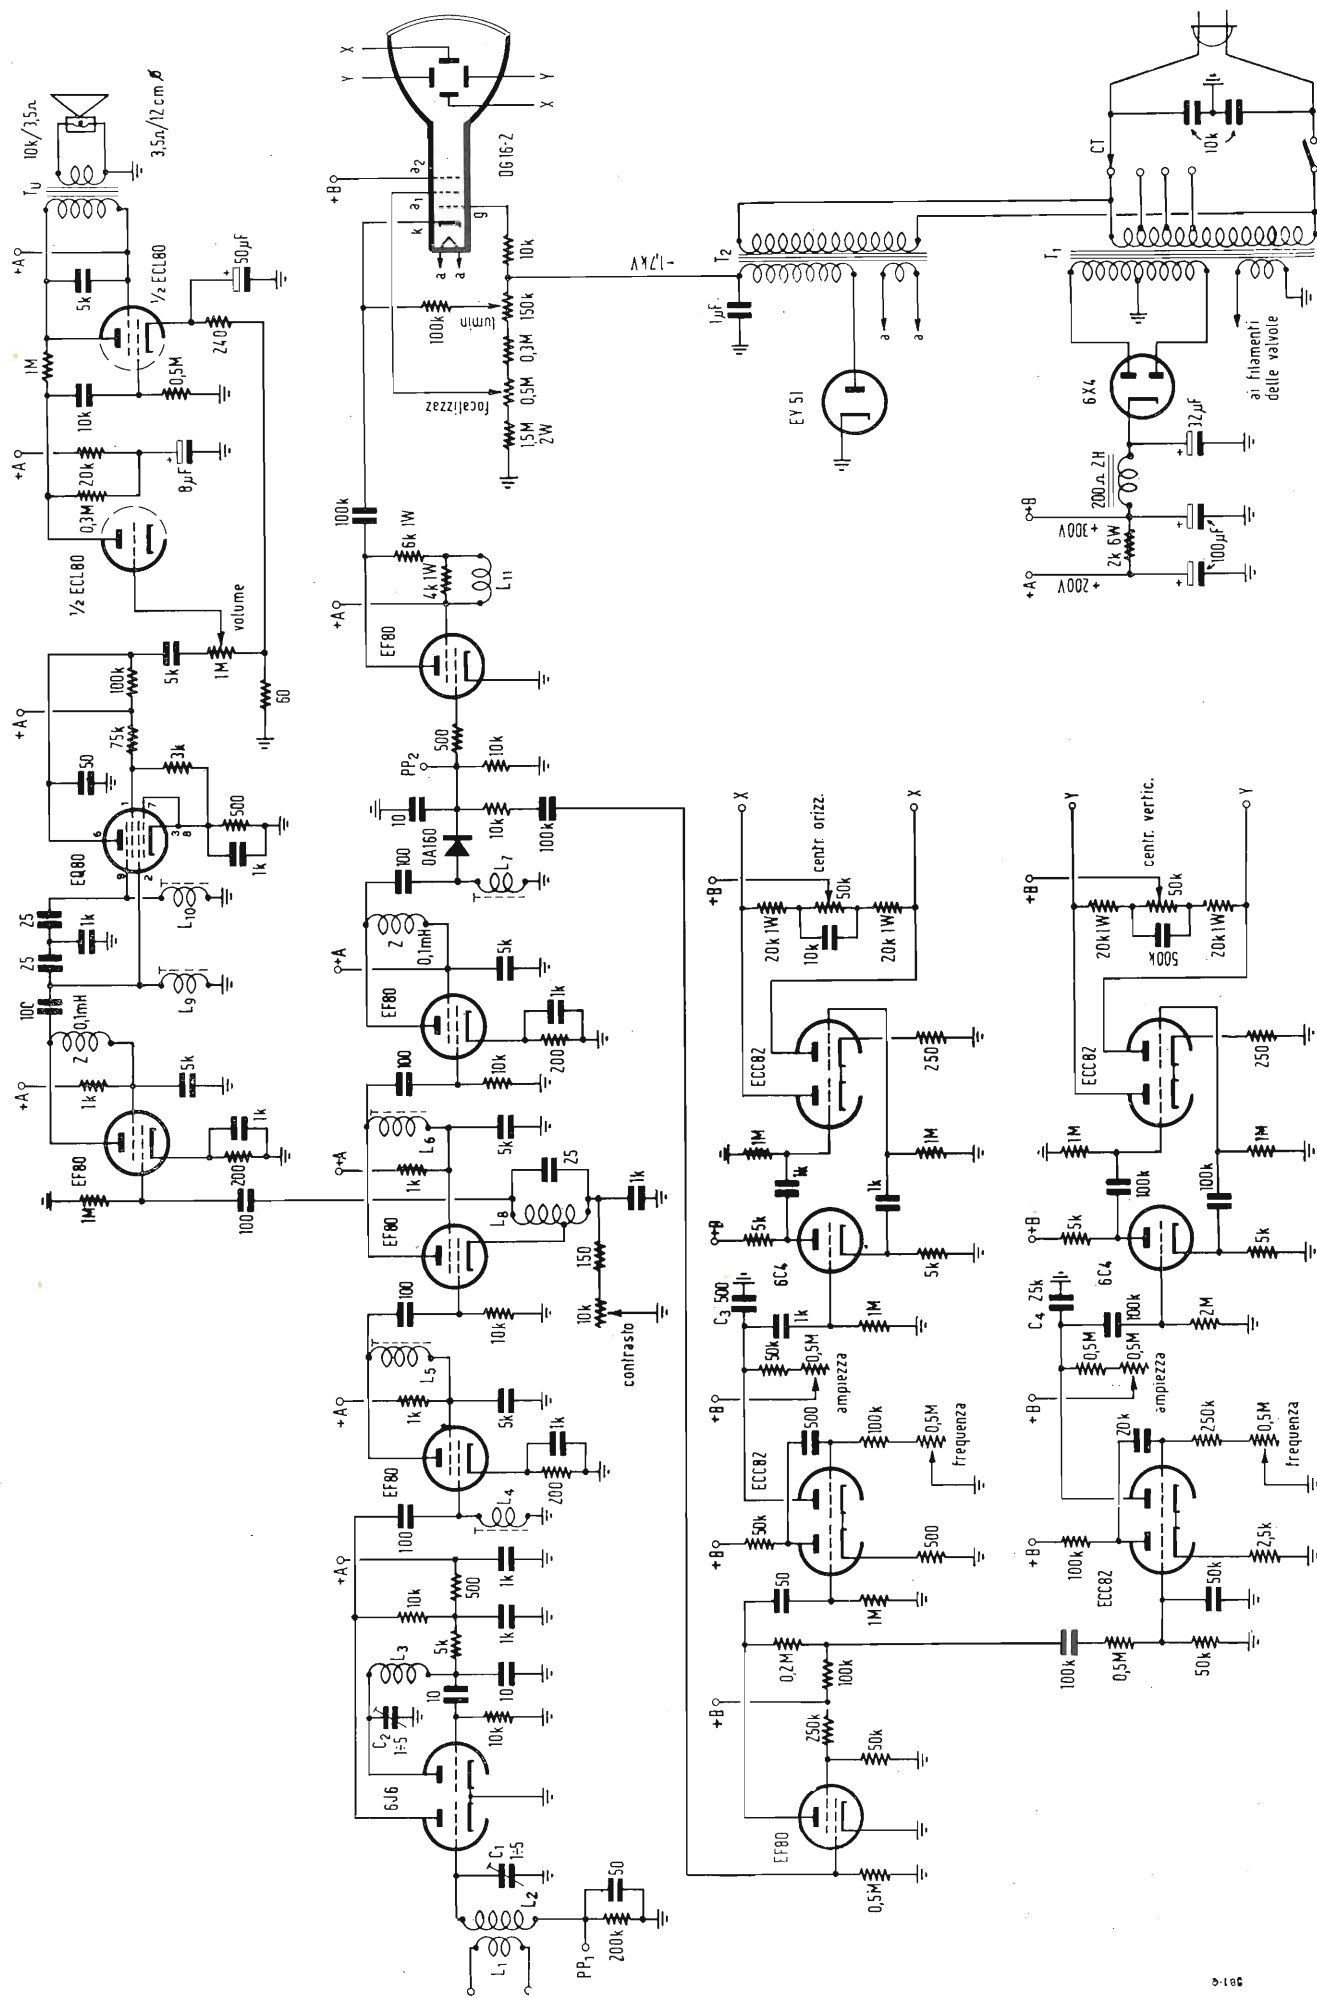 10k/3,5Ω
3,5Ω/12cm Ø
TU
+A
5k
1/2 ECL80
50µF
240
1M
10k
0,5M
+A
20k
0,3M
8µF
1/2 ECL80
volume
1M
5k
60
+A
100k
75k
3k
50
EQ80
6
1
7
3
8
9
2
500
1k
25
25
1k
L10
L9
100
0,1mH
Z
+A
1k
5k
EF80
1k
200
1M
100
X
Y
Y
X
DG16-2
+B
a2
a1
g
k
a
a
10k
-1,7kV
100k
lumin
150k
0,3M
0,5M
focalizzaz
1,5M
2W
100k
6k 1W
4k 1W
L11
+A
EF80
500
PP2
10k
10
10k
100k
OA160
100
L7
Z
0,1mH
+A
5k
EF80
1k
200
100
10k
L6
+A
1k
5k
25
L8
1k
150
10k
contrasto
EF80
100
10k
L5
+A
1k
5k
1k
200
EF80
100
L4
+A
1k
500
10k
1k
5k
L3
10
10
C2
1÷5
10k
6J6
C1
1÷5
L2
L1
PP1
50
200k
T2
1µF
a
a
EY 51
CT
10k
T1
ai filamenti
delle valvole
6X4
32µF
200Ω 2H
+B
+300V
2k 6W
100µF
+A
+200V
X
centr. orizz.
X
+B
50k
20k 1W
10k
20k 1W
ECC82
250
1M
1M
1k
1k
+B
5k
6C4
5k
C3 500
1k
1M
50k
0,5M
+B
ampiezza
500
100k
0,5M
frequenza
ECC82
+B
50k
500
50
1M
0,2M
100k
+B
250k
50k
EF80
0,5M
Y
centr. vertic.
Y
+B
50k
20k1W
500k
20k 1W
ECC82
250
1M
1M
100k
100k
+B
5k
6C4
5k
C4 25k
100k
2M
0,5M
0,5M
+B
ampiezza
20k
250k
0,5M
frequenza
+B
100k
ECC82
2,5k
50k
100k
0,5M
50k